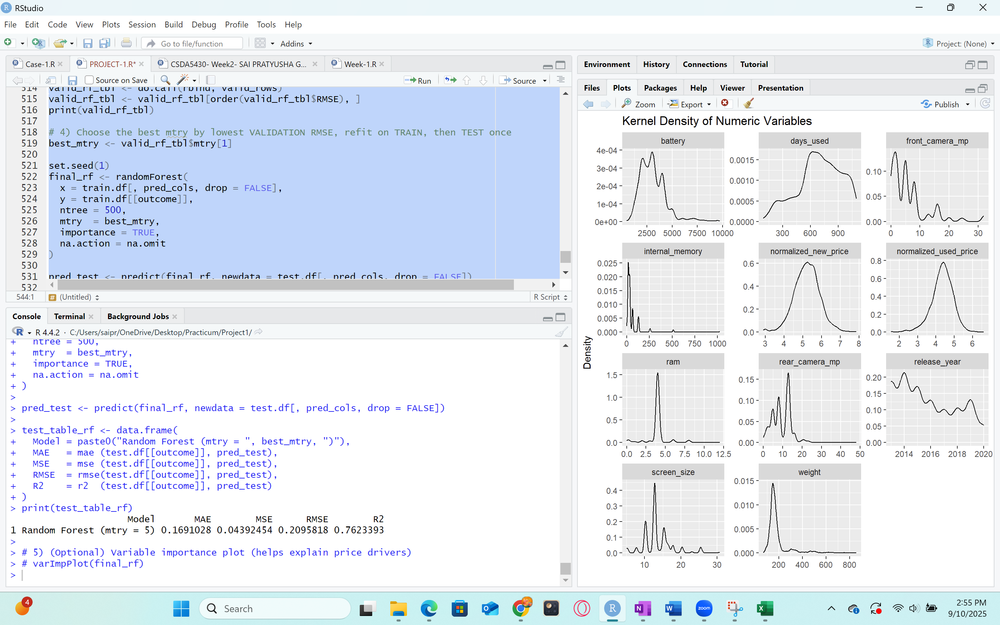 RStudio
File Edit Code View Plots Session Build Debug Profile Tools Help
Go to file/function Addins Project: (None)
Case-1.R PROJECT-1.R* CSDA5430- Week2- SAI PRATYUSHA G... Week-1.R
Source on Save Run Source
514 valid_rf_tbl <- do.call(rbind, valid_rows)
515 valid_rf_tbl <- valid_rf_tbl[order(valid_rf_tbl$RMSE), ]
516 print(valid_rf_tbl)
517
518 # 4) Choose the best mtry by lowest VALIDATION RMSE, refit on TRAIN, then TEST once
519 best_mtry <- valid_rf_tbl$mtry[1]
520
521 set.seed(1)
522 final_rf <- randomForest(
523 x = train.df[, pred_cols, drop = FALSE],
524 y = train.df[[outcome]],
525 ntree = 500,
526 mtry = best_mtry,
527 importance = TRUE,
528 na.action = na.omit
529 )
530
531 pred_test <- predict(final_rf, newdata = test.df[, pred_cols, drop = FALSE])
532
544:1 # (Untitled) R Script
Console Terminal Background Jobs
R R 4.4.2 · C:/Users/saipr/OneDrive/Desktop/Practicum/Project1/
+ ntree = 500,
+ mtry = best_mtry,
+ importance = TRUE,
+ na.action = na.omit
+ )
>
> pred_test <- predict(final_rf, newdata = test.df[, pred_cols, drop = FALSE])
>
> test_table_rf <- data.frame(
+ Model = paste0("Random Forest (mtry = ", best_mtry, ")"),
+ MAE = mae (test.df[[outcome]], pred_test),
+ MSE = mse (test.df[[outcome]], pred_test),
+ RMSE = rmse(test.df[[outcome]], pred_test),
+ R2 = r2 (test.df[[outcome]], pred_test)
+ )
> print(test_table_rf)
Model MAE MSE RMSE R2
1 Random Forest (mtry = 5) 0.1691028 0.04392454 0.2095818 0.7623393
>
> # 5) (Optional) Variable importance plot (helps explain price drivers)
> # varImpPlot(final_rf)
>
Environment History Connections Tutorial
Files Plots Packages Help Viewer Presentation
Zoom Export Publish
Kernel Density of Numeric Variables
Density
battery
4e-04
3e-04
2e-04
1e-04
0e+00
2500 5000 7500 10000
days_used
0.0015
0.0010
0.0005
0.0000
300 600 900
front_camera_mp
0.10
0.05
0.00
0 10 20 30
internal_memory
0.025
0.020
0.015
0.010
0.005
0.000
0 250 500 750 1000
normalized_new_price
0.6
0.4
0.2
0.0
3 4 5 6 7 8
normalized_used_price
0.8
0.6
0.4
0.2
0.0
2 3 4 5 6
ram
1.5
1.0
0.5
0.0
0.0 2.5 5.0 7.5 10.0 12.5
rear_camera_mp
0.15
0.10
0.05
0.00
0 10 20 30 40 50
release_year
0.20
0.15
0.10
0.05
0.00
2014 2016 2018 2020
screen_size
0.4
0.3
0.2
0.1
0.0
10 20 30
weight
0.015
0.010
0.005
0.000
200 400 600 800
4
Search
zoom
2:55 PM
9/10/2025